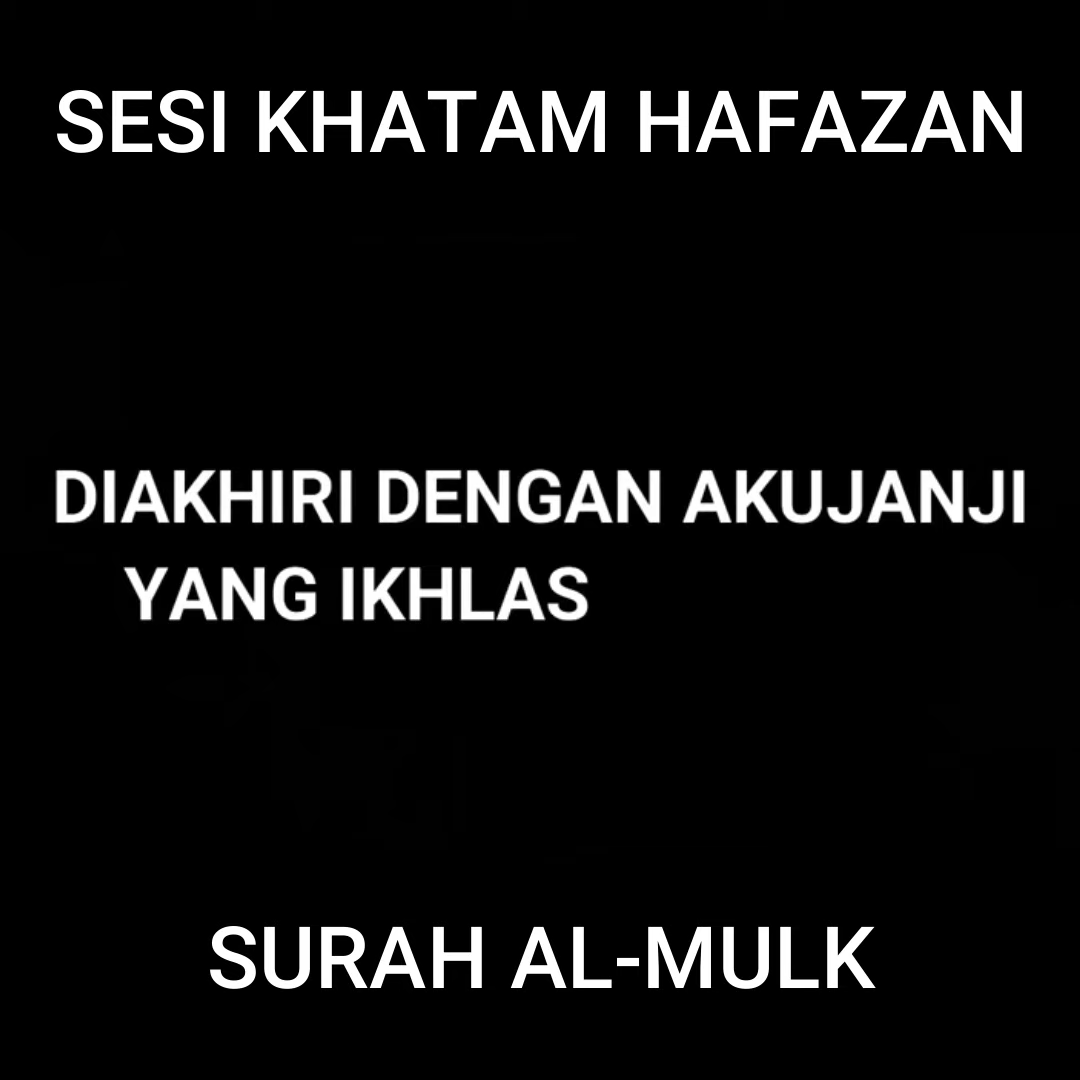 SESI KHATAM HAFAZAN
DIAKHIRI DENGAN AKUJANJI
YANG IKHLAS
SURAH AL-MULK